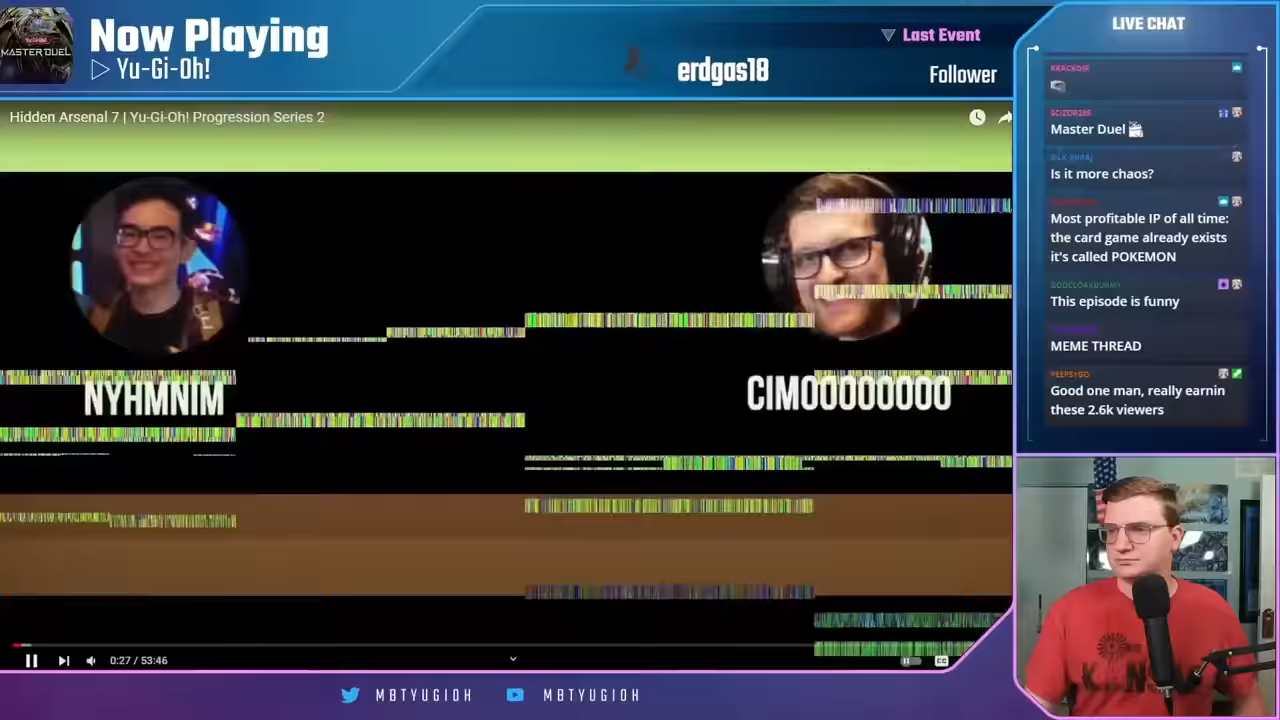 MASTER DUEL
Now Playing
Yu-Gi-Oh!
Last Event
erdgas18
Follower
LIVE CHAT
Hidden Arsenal 7 | Yu-Gi-Oh! Progression Series 2
Master Duel
Is it more chaos?
Most profitable IP of all time:
the card game already exists
it's called POKEMON
This episode is funny
MEME THREAD
Good one man, really earnin
these 2.6k viewers
NYHMNIM
CIMOOOOOOOO
0:27 / 53:46
CC
MBTYUGIOH
MBTYUGIOH